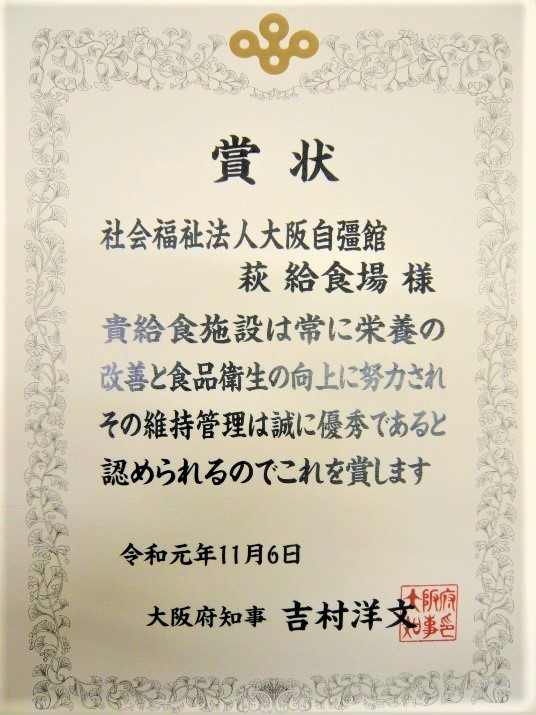 賞状
社会福祉法人大阪自彊館
萩給食場 様
貴給食施設は常に栄養の
改善と食品衛生の向上に努力され
その維持管理は誠に優秀であると
認められるのでこれを賞します
令和元年11月6日
大阪府知事 吉村洋文
大阪府
知事印